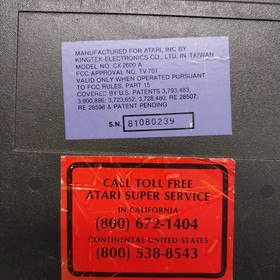 MANUFACTURED FOR ATARI, INC BY
KINGTEK ELECTRONICS CO., LTD. IN TAIWAN
MODEL NO. CX-2600 A
FCC APPROVAL NO. TV-707
VALID ONLY WHEN OPERATED PURSUANT
TO FCC RULES, PART 15
COVERED BY U.S. PATENTS 3,793,483;
3,900,886; 3,723,652; 3,728,480; RE 28507;
RE 28598 & PATENT PENDING
S.N. 81080239
CALL TOLL FREE
ATARI SUPER SERVICE
IN CALIFORNIA
(800) 672-1404
CONTINENTAL UNITED STATES
(800) 538-8543